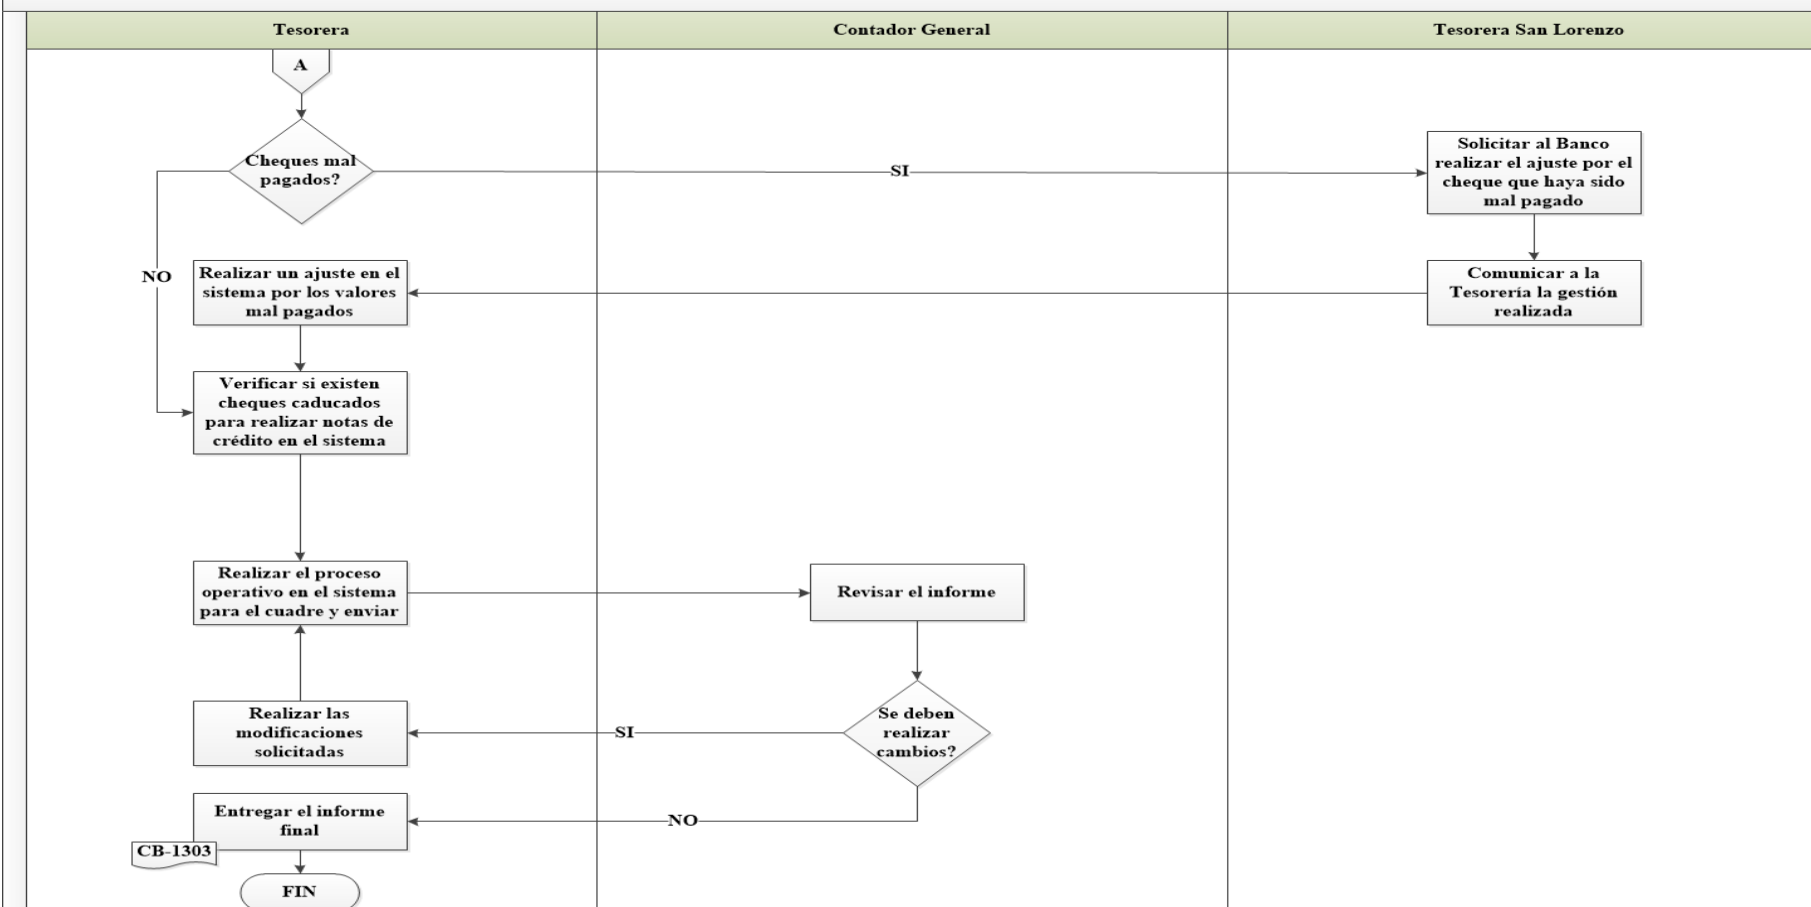 Tesorera
Contador General
Tesorera San Lorenzo
A
Cheques mal
pagados?
SI
Solicitar al Banco
realizar el ajuste por el
cheque que haya sido
mal pagado
NO
Realizar un ajuste en el
sistema por los valores
mal pagados
Comunicar a la
Tesorería la gestión
realizada
Verificar si existen
cheques caducados
para realizar notas de
crédito en el sistema
Realizar el proceso
operativo en el sistema
para el cuadre y enviar
Revisar el informe
Realizar las
modificaciones
solicitadas
SI
Se deben
realizar
cambios?
Entregar el informe
final
NO
CB-1303
FIN